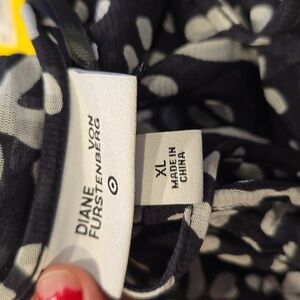 DIANE VON
FURSTENBERG
XL
MADE IN
CHINA